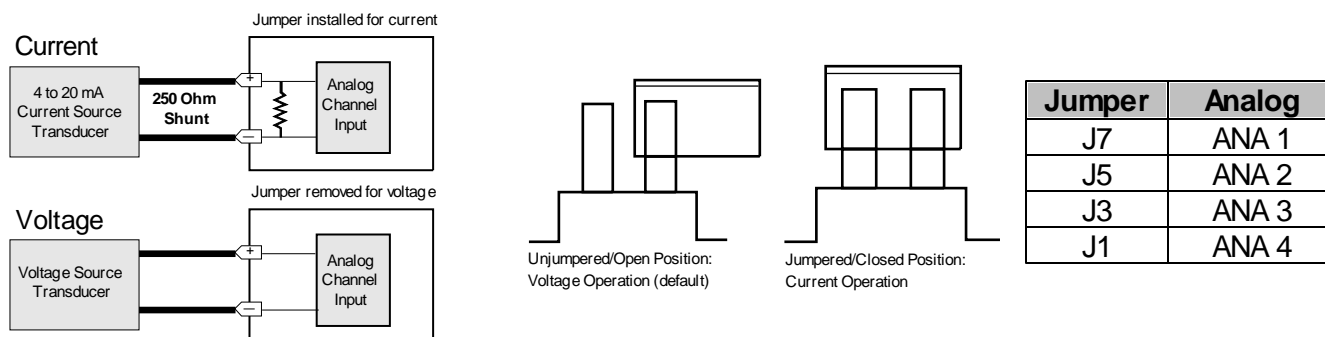 Jumper installed for current
Current
4 to 20 mA
Current Source
Transducer
250 Ohm
Shunt
+
−
Analog
Channel
Input
Jumper removed for voltage
Voltage
Voltage Source
Transducer
+
−
Analog
Channel
Input
Unjumpered/Open Position:
Voltage Operation (default)
Jumpered/Closed Position:
Current Operation
Jumper Analog
J7 ANA 1
J5 ANA 2
J3 ANA 3
J1 ANA 4